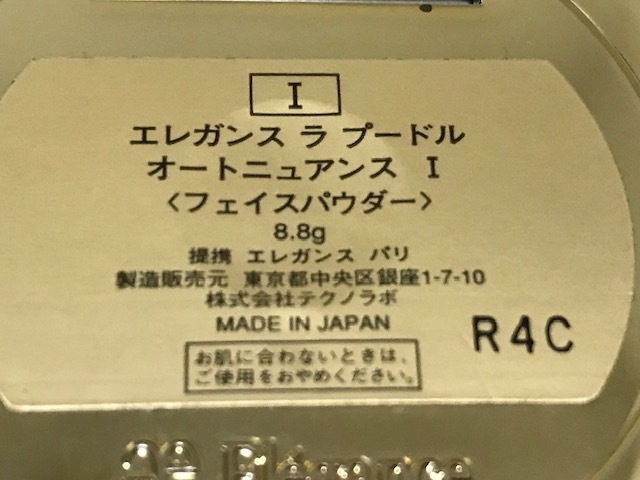 I
エレガンス ラ プードル
オートニュアンス I
〈フェイスパウダー〉
8.8g
提携 エレガンス パリ
製造販売元 東京都中央区銀座1-7-10
株式会社テクノラボ
MADE IN JAPAN
R4C
お肌に合わないときは、
ご使用をおやめください。